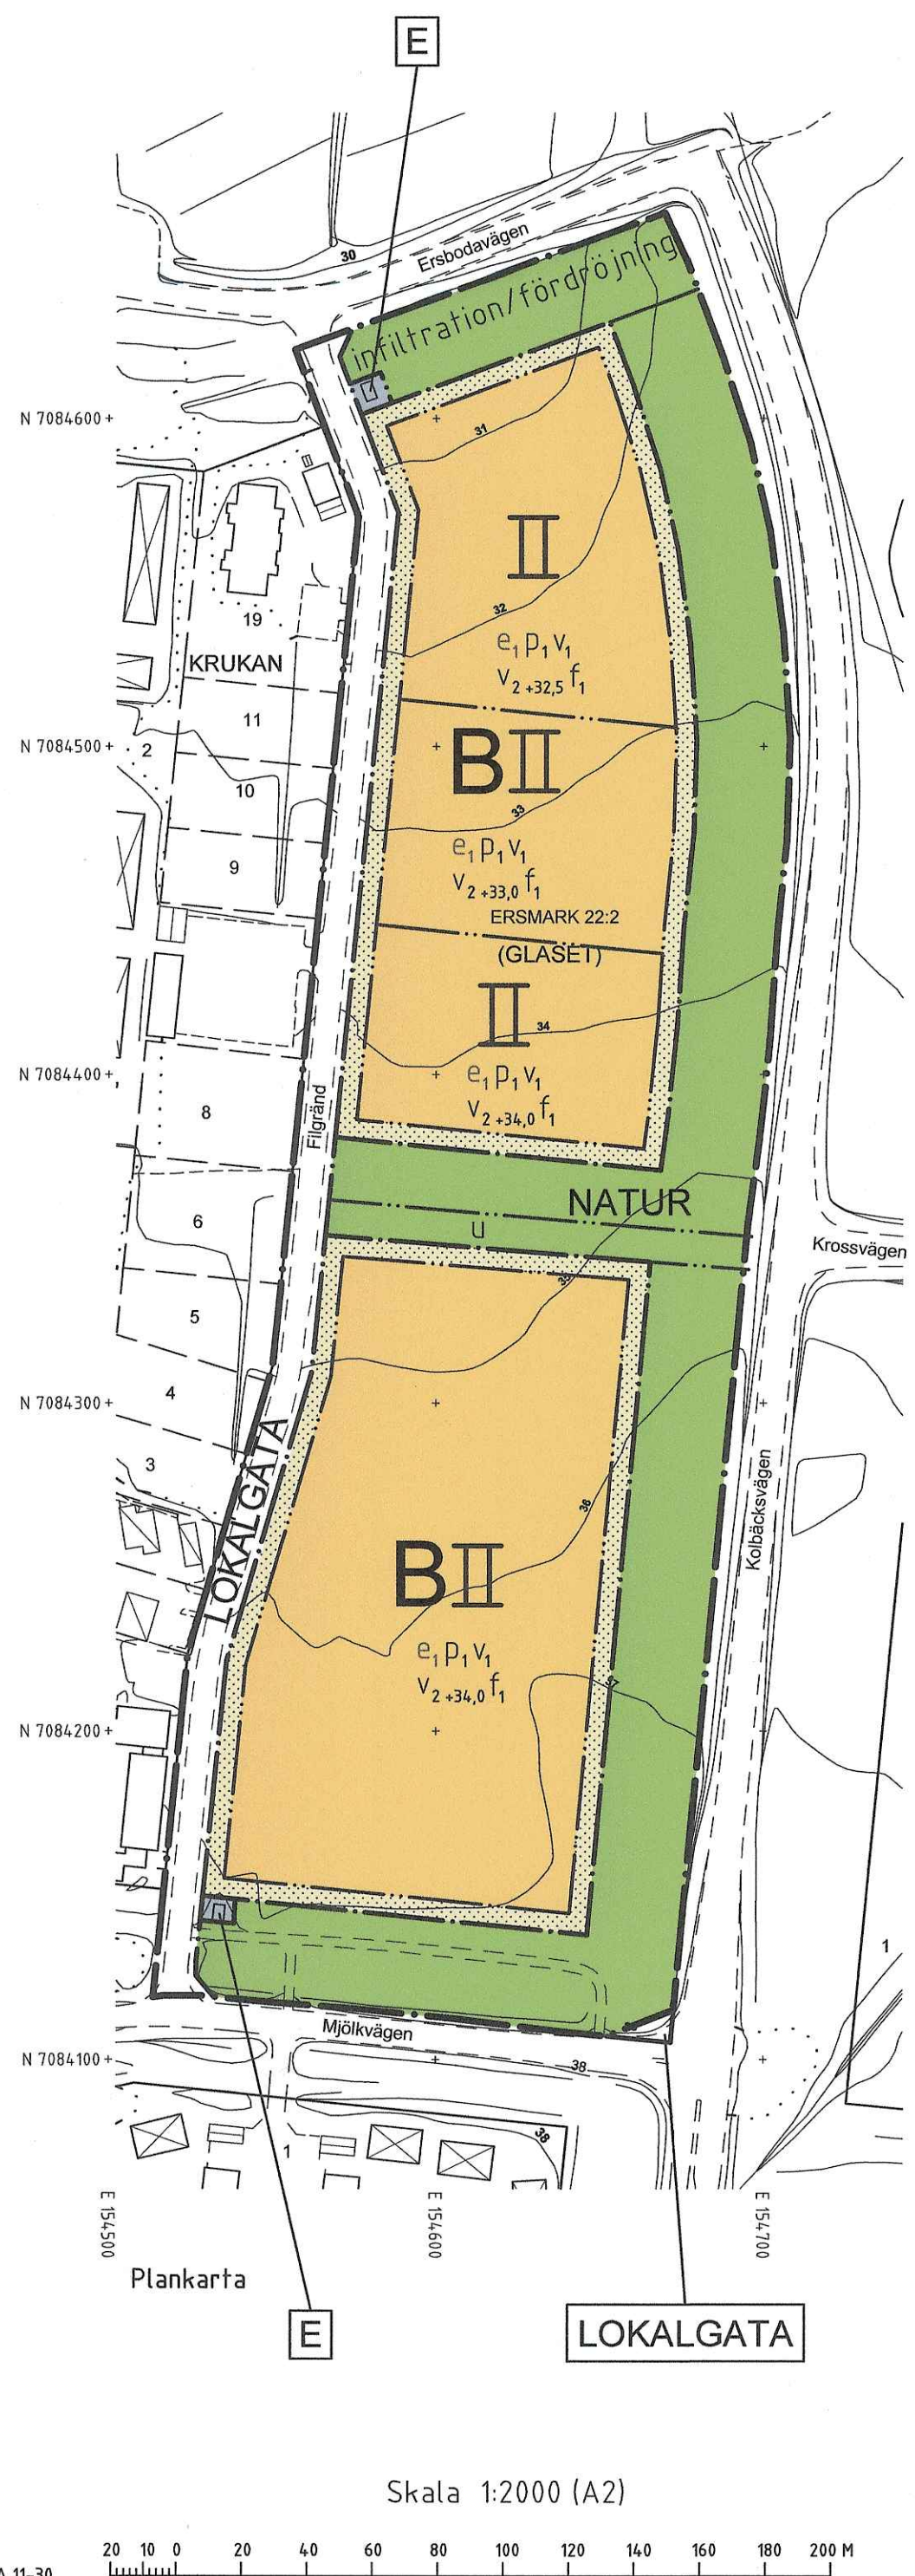 E
30
Ersbodavägen
infiltration/fördröjning
N 7084600
31
II
19
32
KRUKAN
e₁ p₁ v₁
v₂ +32,5 f₁
11
N 7084500
2
B II
10
33
9
e₁ p₁ v₁
v₂ +33,0 f₁
ERSMARK 22:2
(GLASET)
II
34
N 7084400
e₁ p₁ v₁
v₂ +34,0 f₁
8
Filgränd
NATUR
6
u
Krossvägen
35
5
4
N 7084300
LOKALGATA
3
Kolbäcksvägen
36
B II
e₁ p₁ v₁
v₂ +34,0 f₁
37
N 7084200
1
Mjölkvägen
N 7084100
38
38
1
E 154500
E 154600
E 154700
Plankarta
E
LOKALGATA
Skala 1:2000 (A2)
20 10 0 20 40 60 80 100 120 140 160 180 200 M